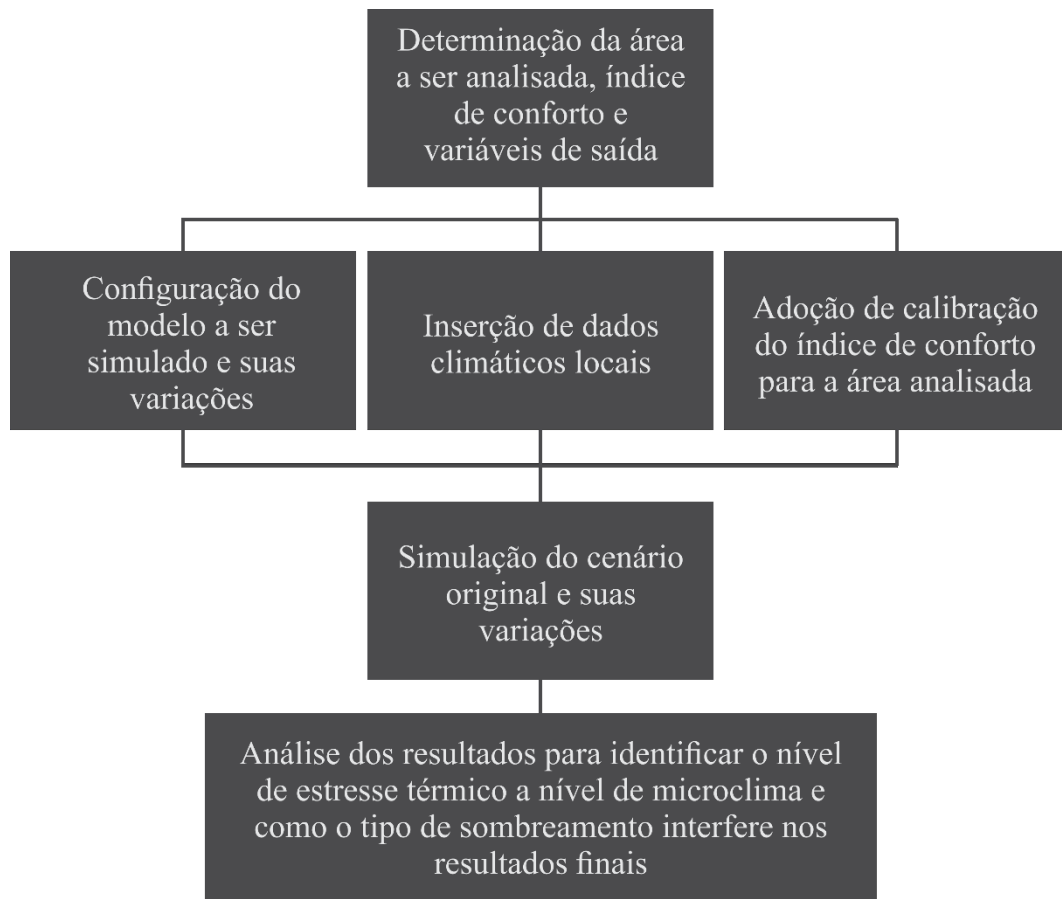 Determinação da área
a ser analisada, índice
de conforto e
variáveis de saída
Configuração do
modelo a ser
simulado e suas
variações
Inserção de dados
climáticos locais
Adoção de calibração
do índice de conforto
para a área analisada
Simulação do cenário
original e suas
variações
Análise dos resultados para identificar o nível
de estresse térmico a nível de microclima e
como o tipo de sombreamento interfere nos
resultados finais